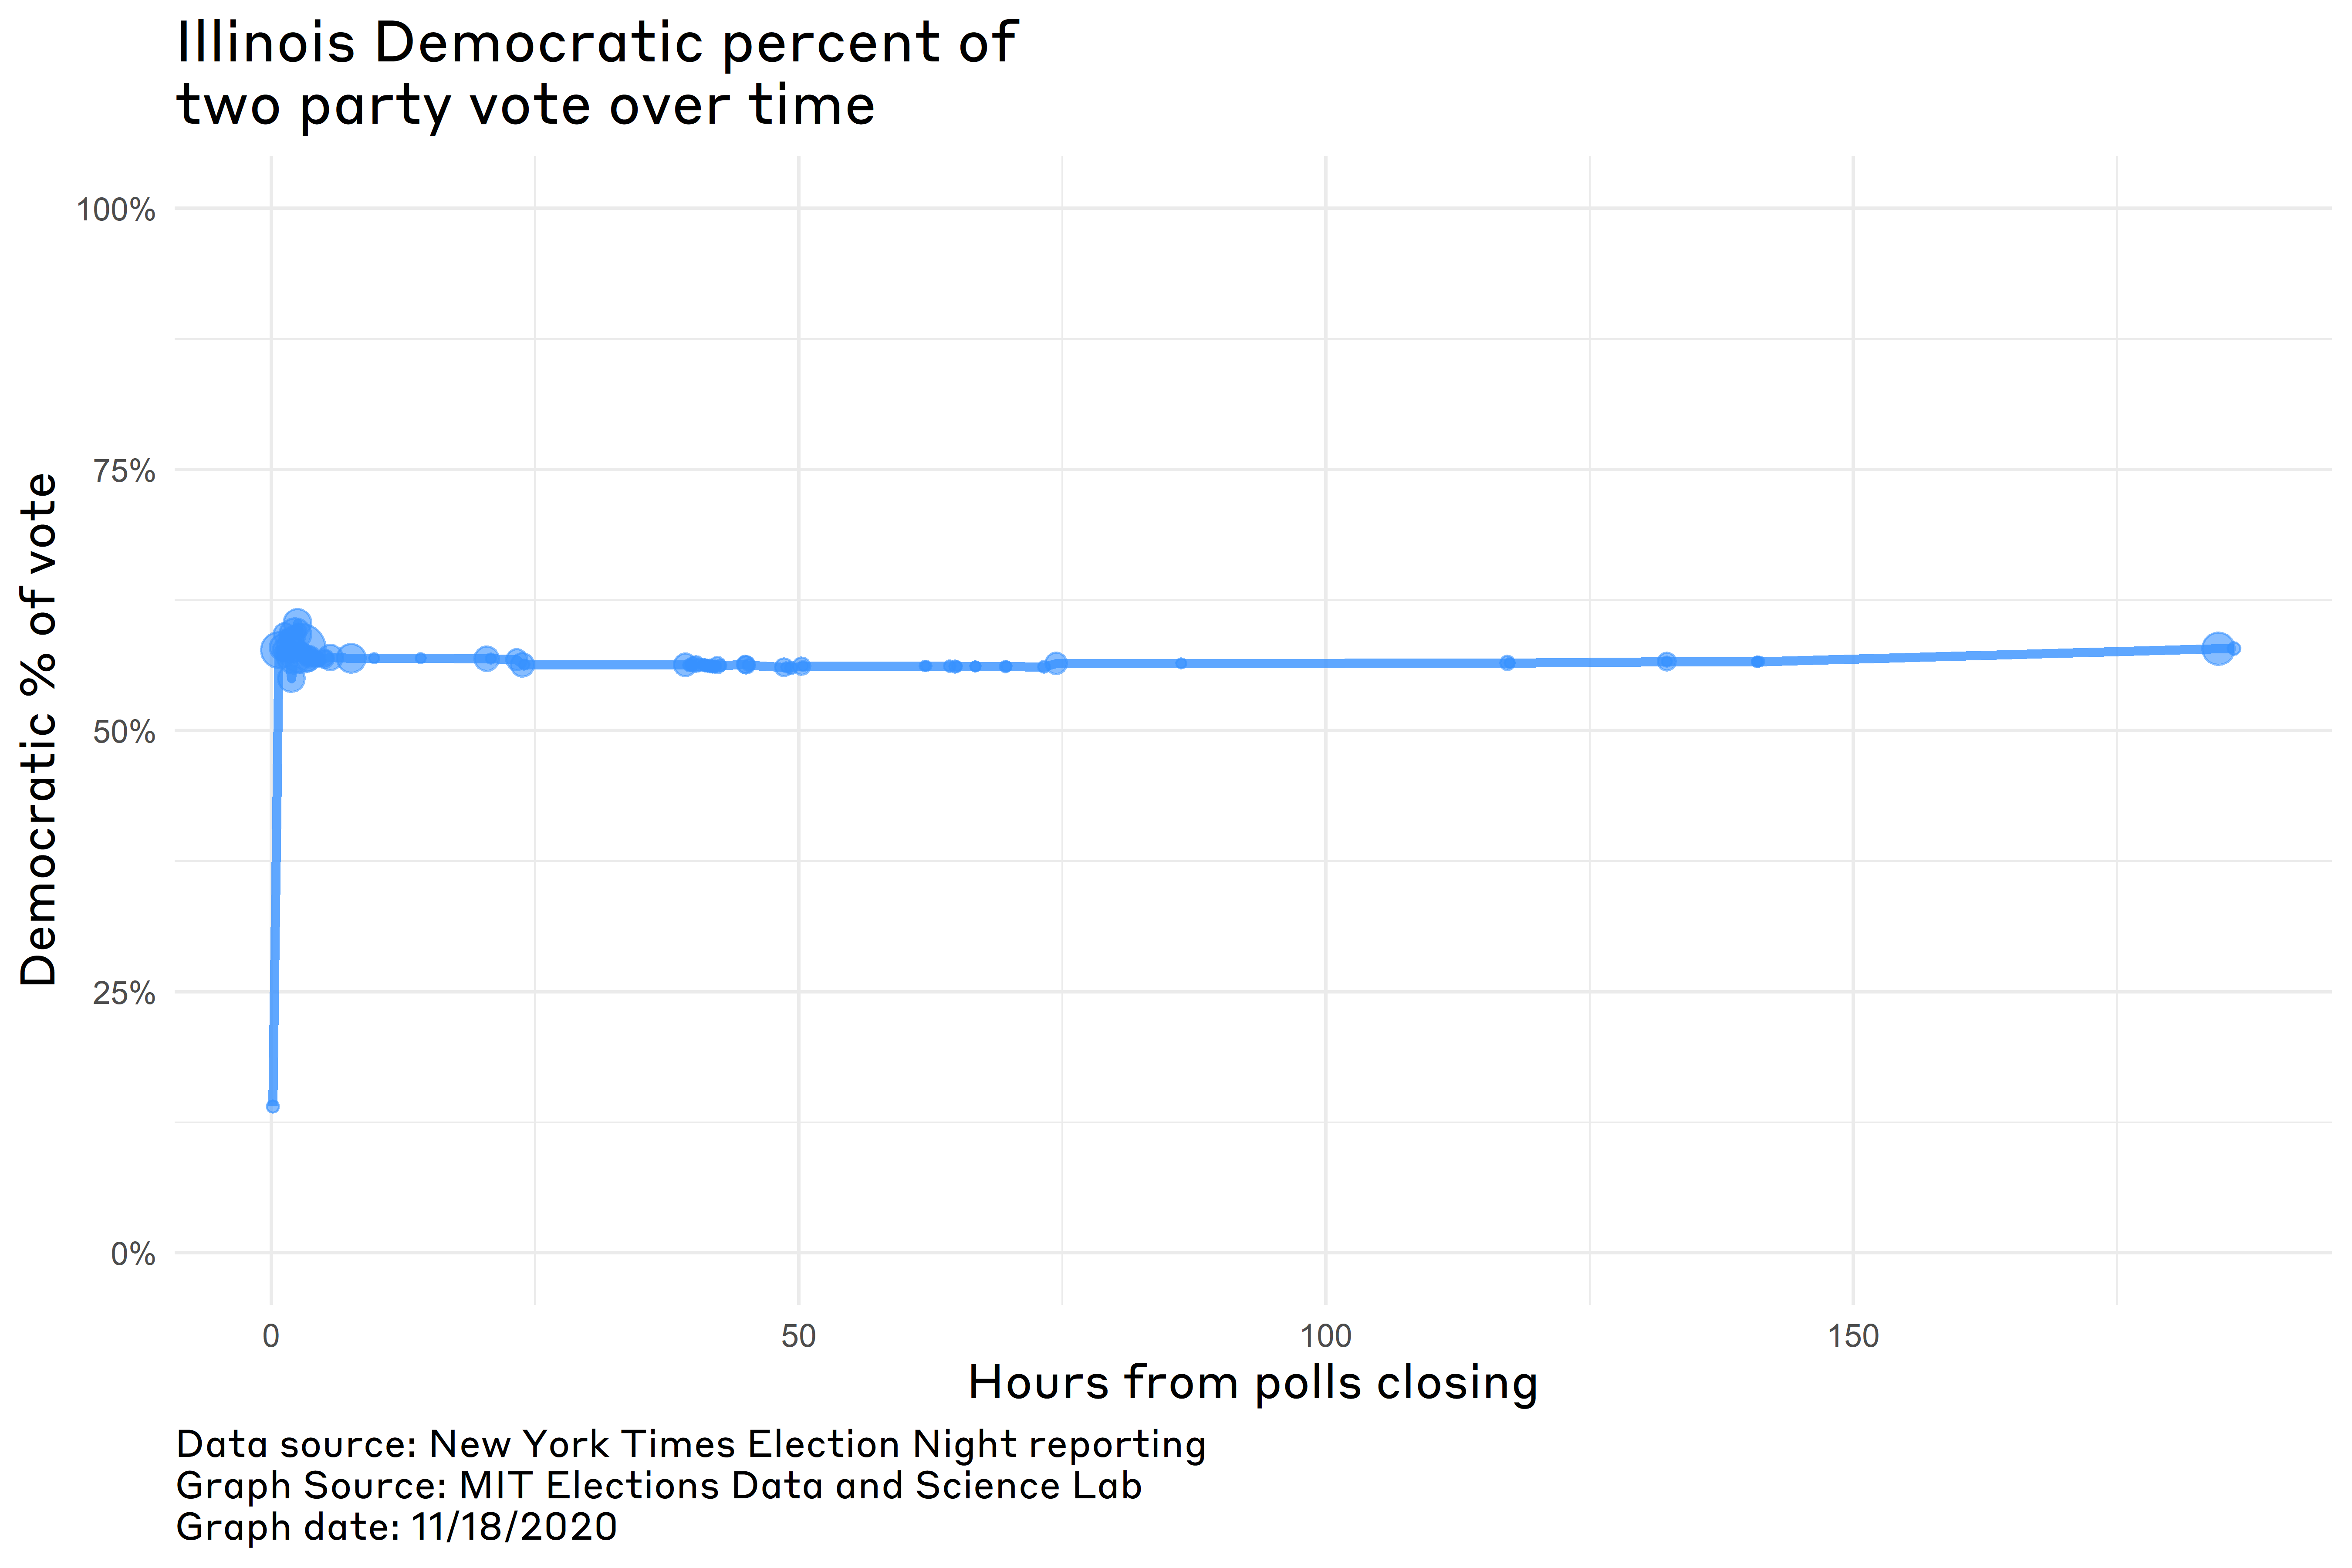 Illinois Democratic percent of
two party vote over time
100%
75%
50%
25%
0%
Democratic % of vote
0 50 100 150
Hours from polls closing
Data source: New York Times Election Night reporting
Graph Source: MIT Elections Data and Science Lab
Graph date: 11/18/2020